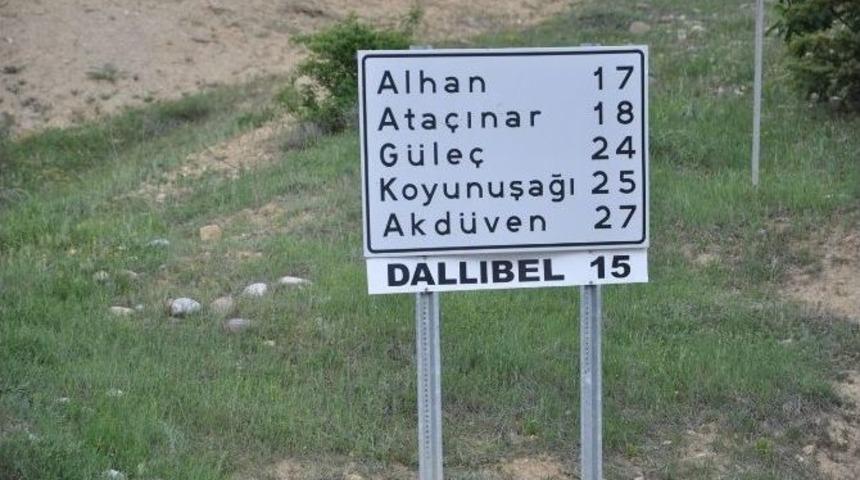 Alhan 17
Ataçınar 18
Güleç 24
Koyunuşağı 25
Akdüven 27
DALLIBEL 15